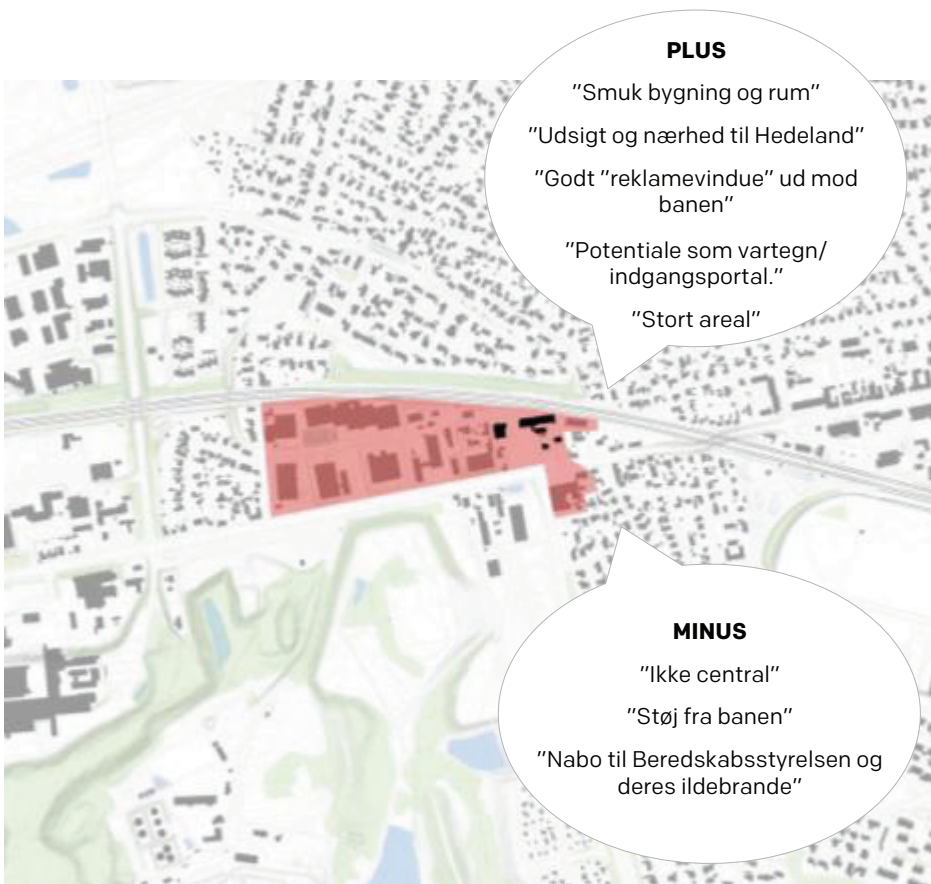 PLUS
”Smuk bygning og rum”
”Udsigt og nærhed til Hedeland”
”Godt ”reklamevindue” ud mod
banen”
”Potentiale som vartegn/
indgangsportal.”
”Stort areal”
MINUS
”Ikke central”
”Støj fra banen”
”Nabo til Beredskabsstyrelsen og
deres ildebrande”